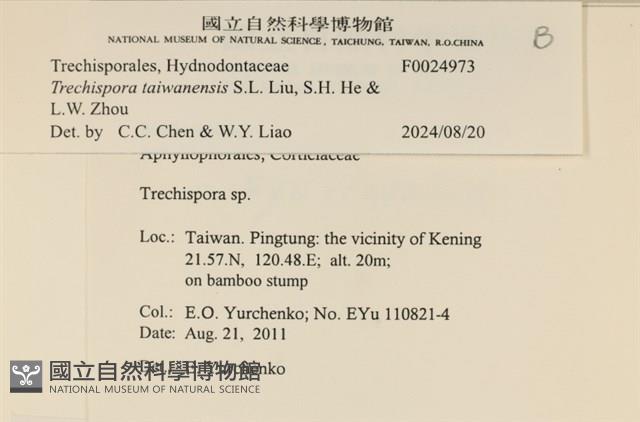 國立自然科學博物館
NATIONAL MUSEUM OF NATURAL SCIENCE, TAICHUNG, TAIWAN, R.O.CHINA
B
Trechisporales, Hydnodontaceae F0024973
Trechispora taiwanensis S.L. Liu, S.H. He &
L.W. Zhou
Det. by C.C. Chen & W.Y. Liao 2024/08/20
Aphyllophorales, Corticiaceae
Trechispora sp.
Loc.: Taiwan. Pingtung: the vicinity of Kening
21.57.N, 120.48.E; alt. 20m;
on bamboo stump
Col.: E.O. Yurchenko; No. EYu 110821-4
Date: Aug. 21, 2011
國立自然科學博物館
NATIONAL MUSEUM OF NATURAL SCIENCE